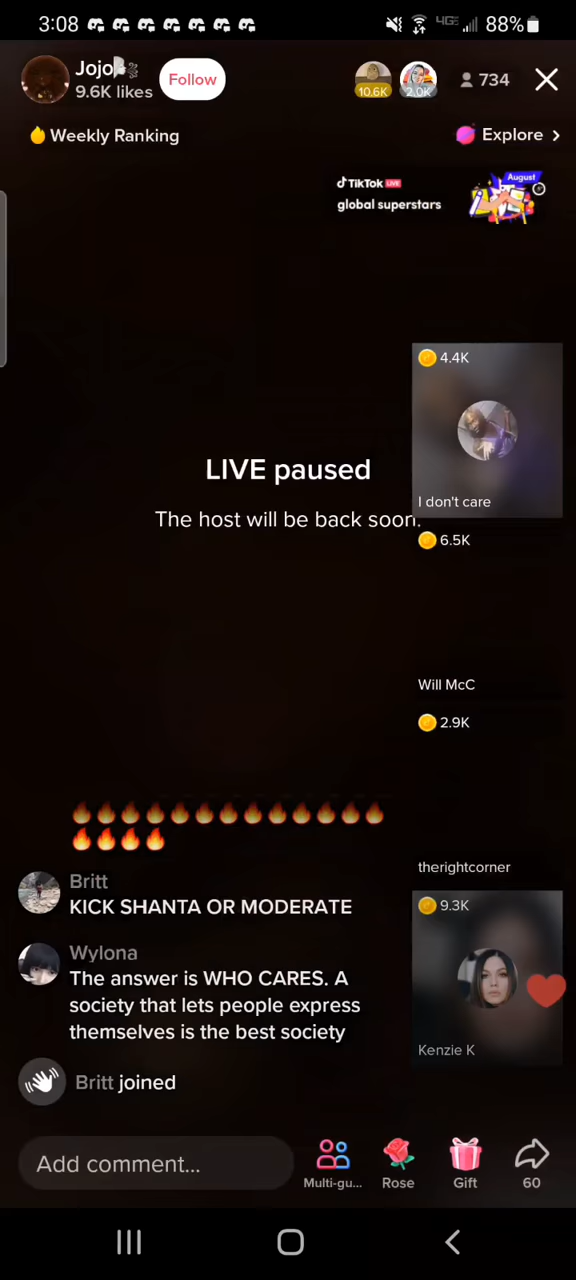 3:08
4GE
88%
Jojo
9.6K likes
Follow
10.6K
2.0K
734
Weekly Ranking
Explore
TikTok LIVE
August
global superstars
4.4K
I don't care
LIVE paused
The host will be back soon.
6.5K
Will McC
2.9K
therightcorner
9.3K
Kenzie K
Britt
KICK SHANTA OR MODERATE
Wylona
The answer is WHO CARES. A
society that lets people express
themselves is the best society
Britt joined
Add comment...
Multi-gu...
Rose
Gift
60